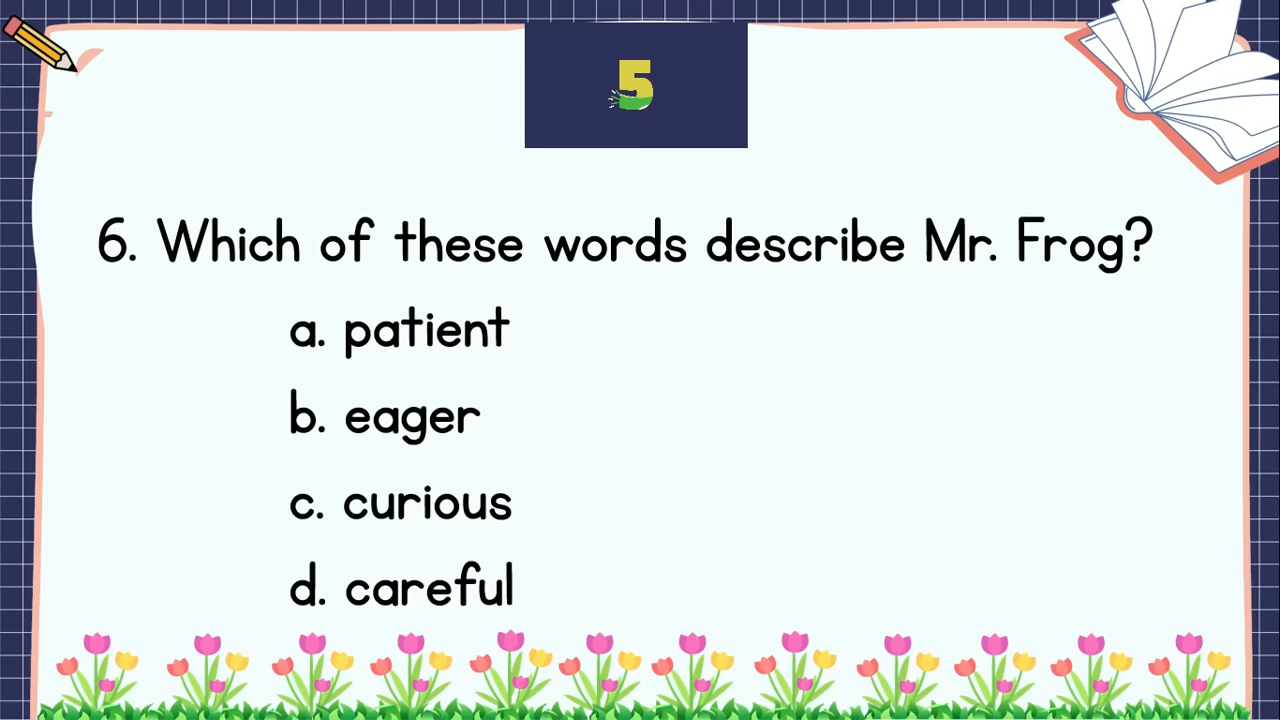 5
6. Which of these words describe Mr. Frog?
a. patient
b. eager
c. curious
d. careful